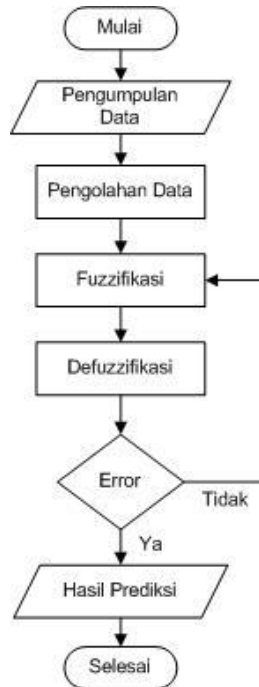 Mulai
Pengumpulan
Data
Pengolahan Data
Fuzzifikasi
Defuzzifikasi
Error
Tidak
Ya
Hasil Prediksi
Selesai